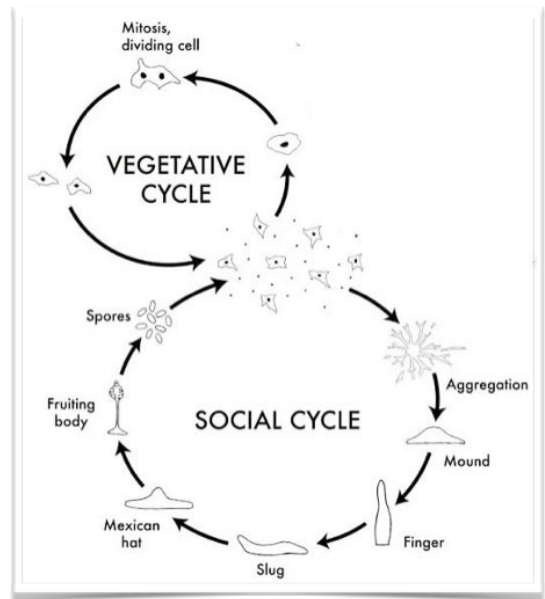 Mitosis,
dividing cell
VEGETATIVE
CYCLE
Spores
Aggregation
Fruiting
body
SOCIAL CYCLE
Mound
Mexican
hat
Finger
Slug